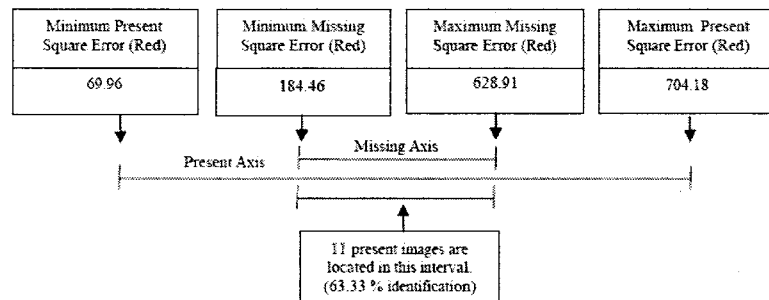 Minimum Present
Square Error (Red)
69.96
Minimum Missing
Square Error (Red)
184.46
Maximum Missing
Square Error (Red)
628.91
Maximum Present
Square Error (Red)
704.18
Missing Axis
Present Axis
11 present images are
located in this interval.
(63.33 % identification)